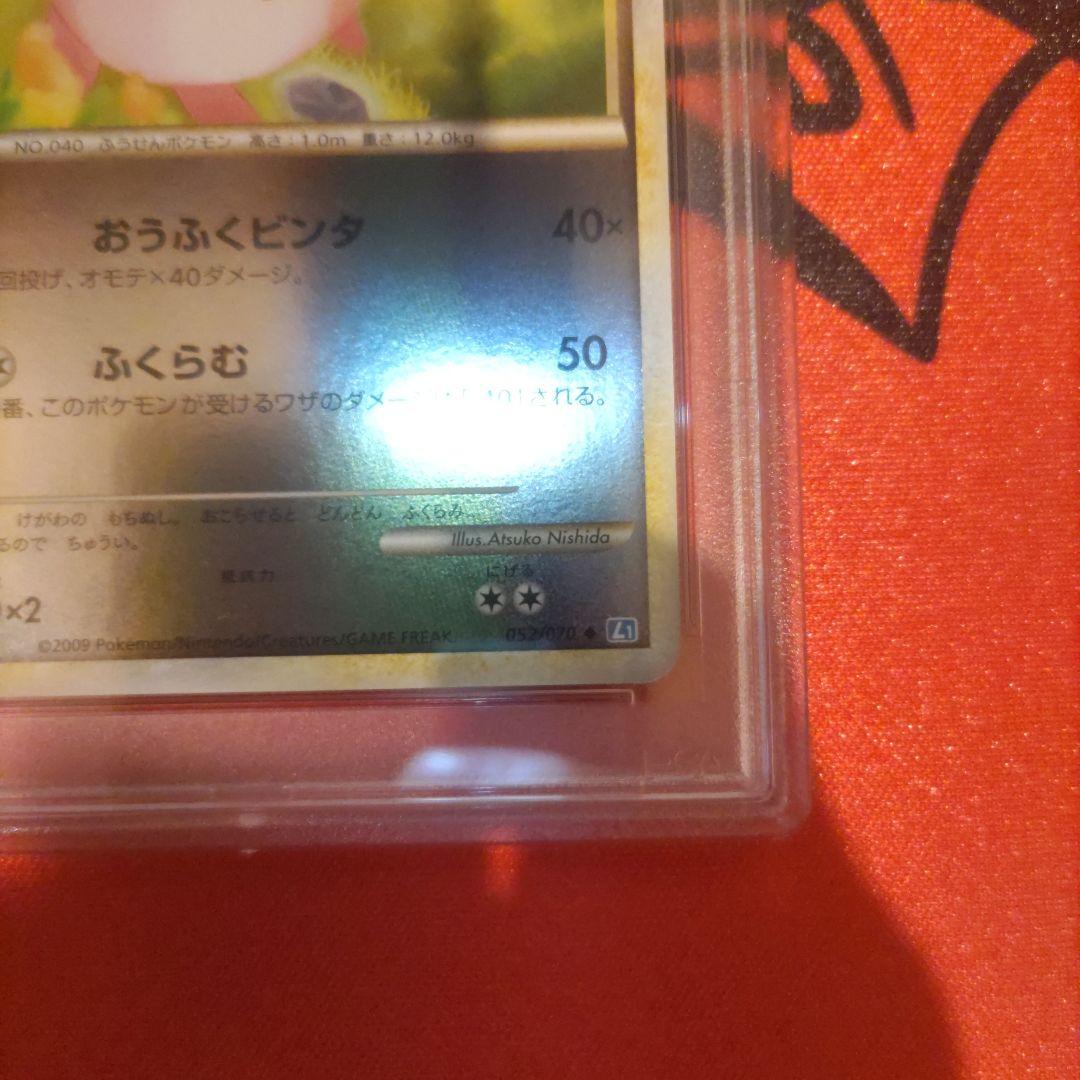 NO.040 ふうせんポケモン 高さ:1.0m 重さ:12.0kg
おうふくビンタ 40×
回投げ、オモテ×40ダメージ。
ふくらむ 50
番、このポケモンが受けるワザのダメージは「-40」される。
けがわの もちぬし。 おこらせると どんどん ふくらみ
るので ちゅうい。
Illus.Atsuko Nishida
抵抗力 にげる
×2
©2009 Pokémon/Nintendo/Creatures/GAME FREAK. 052/070 ◆ L1